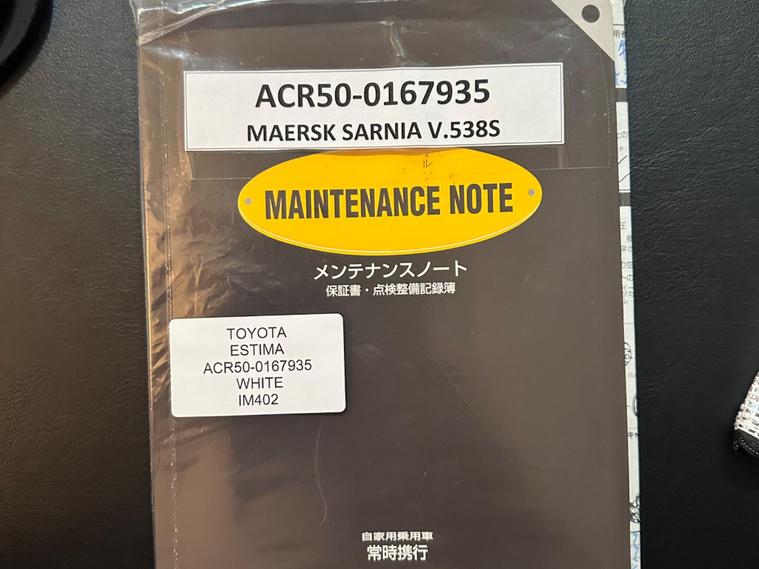 ACR50-0167935
MAERSK SARNIA V.538S
MAINTENANCE NOTE
メンテナンスノート
保証書・点検整備記録簿
TOYOTA
ESTIMA
ACR50-0167935
WHITE
IM402
自家用乗用車
常時携行